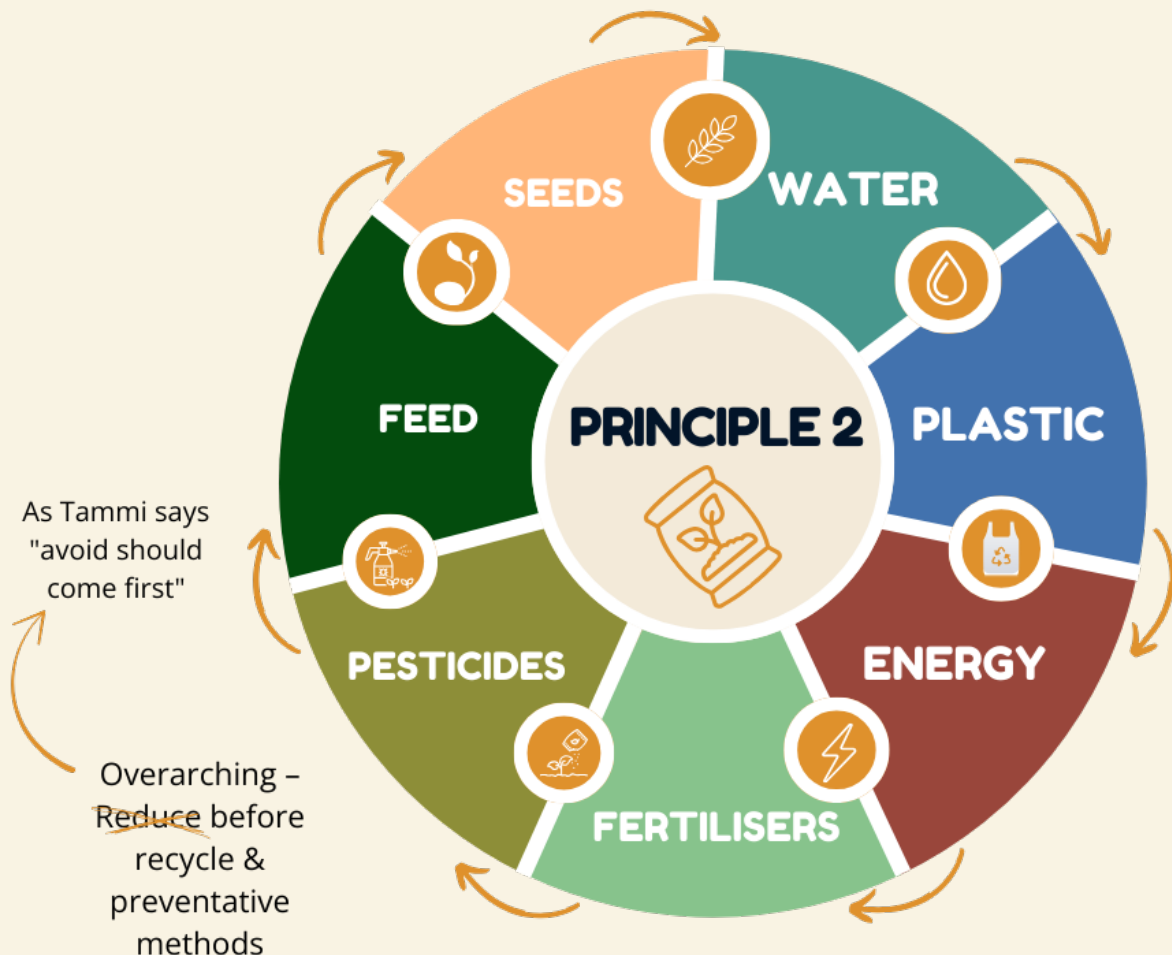 SEEDS
WATER
FEED
PRINCIPLE 2
PLASTIC
As Tammi says
"avoid should
come first"
PESTICIDES
ENERGY
Overarching –
Reduce before
recycle &
preventative
methods
FERTILISERS